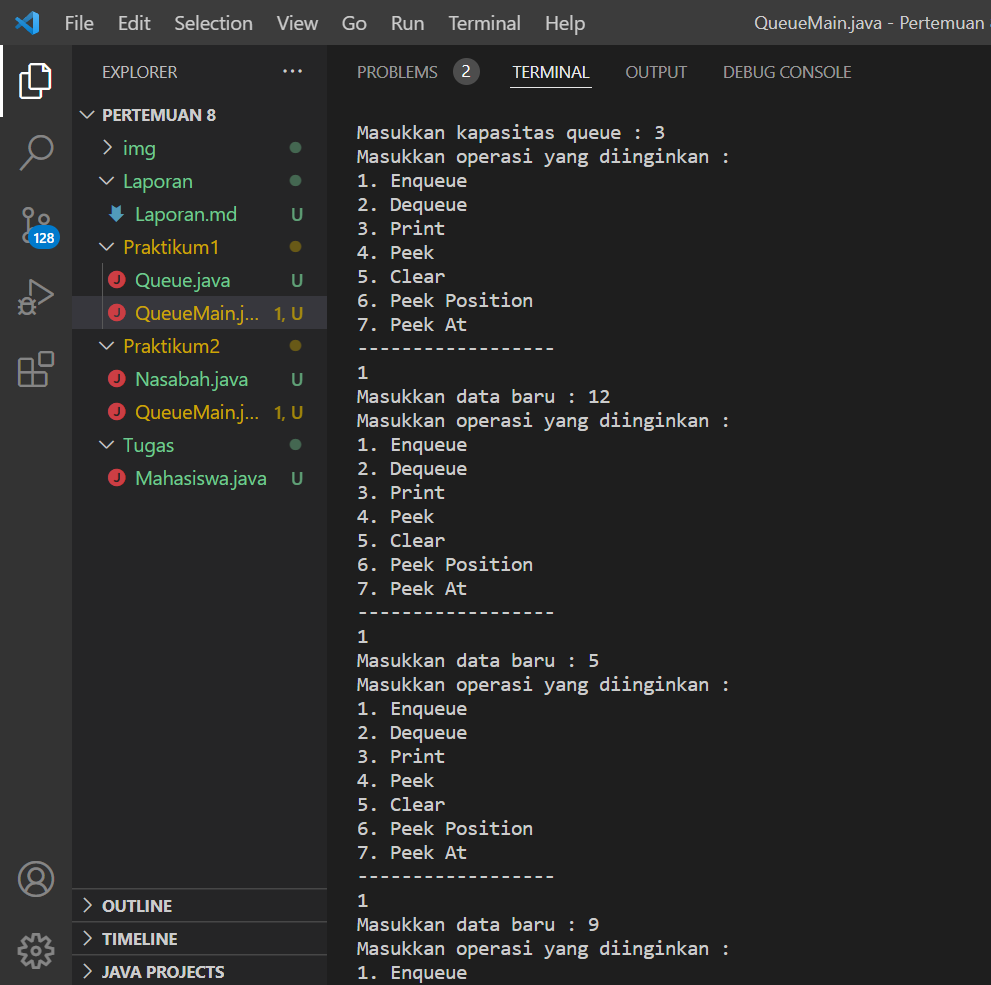 File Edit Selection View Go Run Terminal Help QueueMain.java - Pertemuan
EXPLORER ...
PERTEMUAN 8
img
Laporan
Laporan.md U
Praktikum1
Queue.java U
QueueMain.j... 1, U
Praktikum2
Nasabah.java U
QueueMain.j... 1, U
Tugas
Mahasiswa.java U
128
OUTLINE
TIMELINE
JAVA PROJECTS
PROBLEMS 2 TERMINAL OUTPUT DEBUG CONSOLE
Masukkan kapasitas queue : 3
Masukkan operasi yang diinginkan :
1. Enqueue
2. Dequeue
3. Print
4. Peek
5. Clear
6. Peek Position
7. Peek At
------------------
1
Masukkan data baru : 12
Masukkan operasi yang diinginkan :
1. Enqueue
2. Dequeue
3. Print
4. Peek
5. Clear
6. Peek Position
7. Peek At
------------------
1
Masukkan data baru : 5
Masukkan operasi yang diinginkan :
1. Enqueue
2. Dequeue
3. Print
4. Peek
5. Clear
6. Peek Position
7. Peek At
------------------
1
Masukkan data baru : 9
Masukkan operasi yang diinginkan :
1. Enqueue